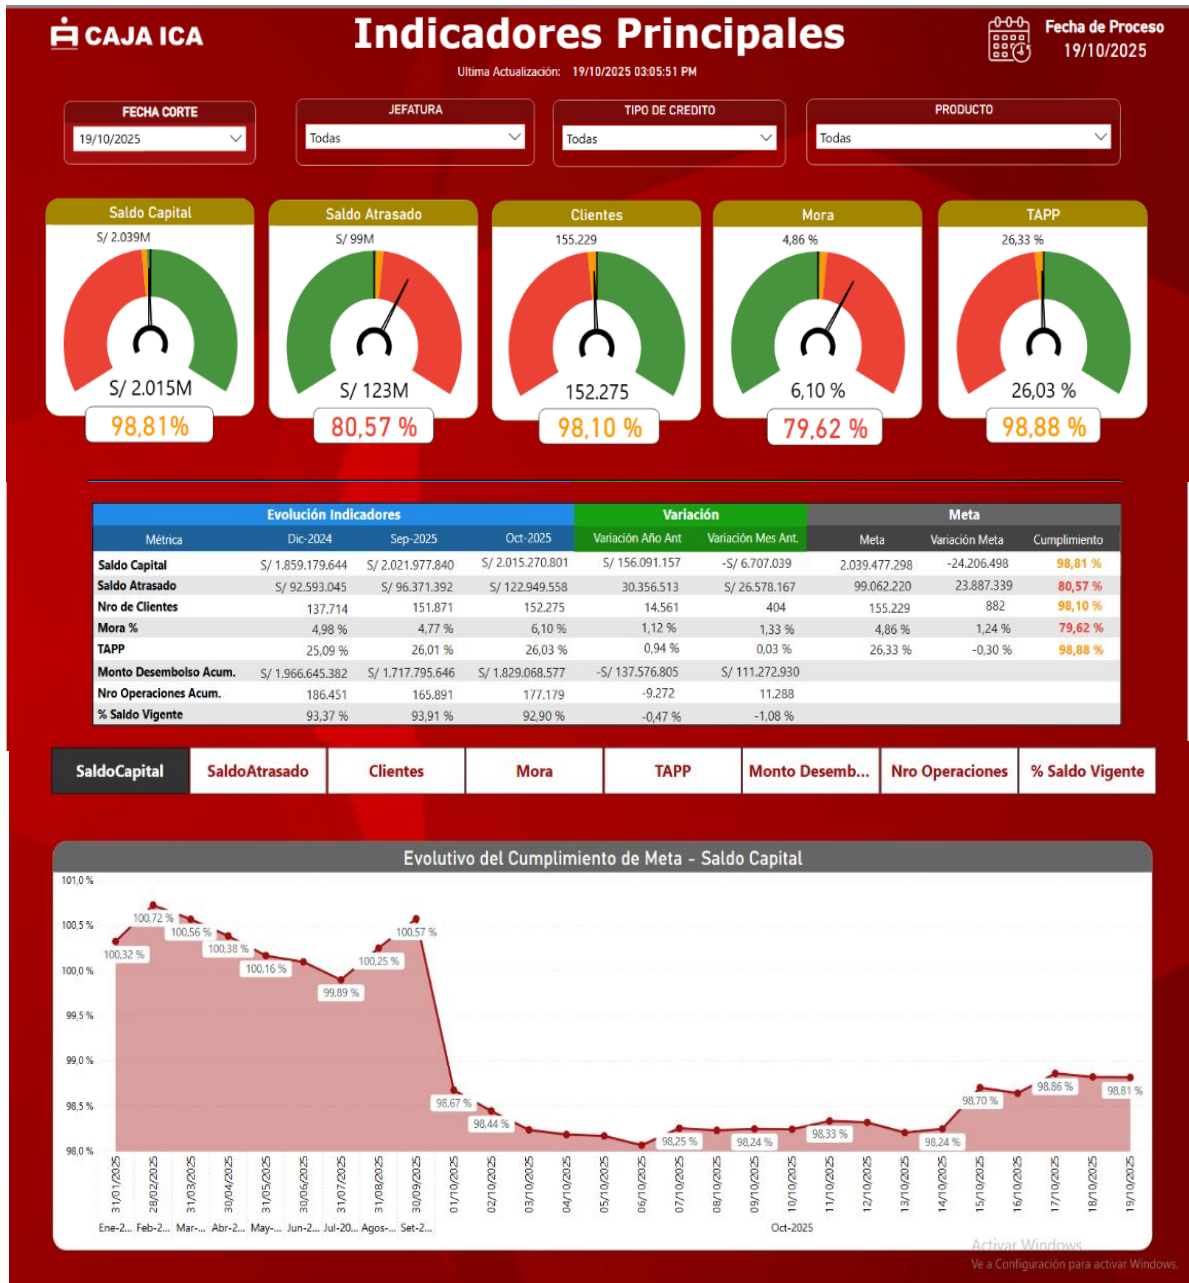 CAJA ICA
Indicadores Principales
Fecha de Proceso
19/10/2025
Ultima Actualización: 19/10/2025 03:05:51 PM
FECHA CORTE
19/10/2025
JEFATURA
Todas
TIPO DE CREDITO
Todas
PRODUCTO
Todas
Saldo Capital
S/ 2.039M
S/ 2.015M
98,81%
Saldo Atrasado
S/ 99M
S/ 123M
80,57 %
Clientes
155.229
152.275
98,10 %
Mora
4,86 %
6,10 %
79,62 %
TAPP
26,33 %
26,03 %
98,88 %
Evolución Indicadores Variación Meta
Métrica Dic-2024 Sep-2025 Oct-2025 Variación Año Ant Variación Mes Ant. Meta Variación Meta Cumplimiento
Saldo Capital S/ 1.859.179.644 S/ 2.021.977.840 S/ 2.015.270.801 S/ 156.091.157 -S/ 6.707.039 2.039.477.298 -24.206.498 98,81 %
Saldo Atrasado S/ 92.593.045 S/ 96.371.392 S/ 122.949.558 30.356.513 S/ 26.578.167 99.062.220 23.887.339 80,57 %
Nro de Clientes 137.714 151.871 152.275 14.561 404 155.229 882 98,10 %
Mora % 4,98 % 4,77 % 6,10 % 1,12 % 1,33 % 4,86 % 1,24 % 79,62 %
TAPP 25,09 % 26,01 % 26,03 % 0,94 % 0,03 % 26,33 % -0,30 % 98,88 %
Monto Desembolso Acum. S/ 1.966.645.382 S/ 1.717.795.646 S/ 1.829.068.577 -S/ 137.576.805 S/ 111.272.930
Nro Operaciones Acum. 186.451 165.891 177.179 -9.272 11.288
% Saldo Vigente 93,37 % 93,91 % 92,90 % -0,47 % -1,08 %
SaldoCapital SaldoAtrasado Clientes Mora TAPP Monto Desemb... Nro Operaciones % Saldo Vigente
Evolutivo del Cumplimiento de Meta - Saldo Capital
101,0 %
100,5 %
100,0 %
99,5 %
99,0 %
98,5 %
98,0 %
100,32 %
100,72 %
100,56 %
100,38 %
100,16 %
99,89 %
100,25 %
100,57 %
98,67 %
98,44 %
98,25 %
98,24 %
98,33 %
98,24 %
98,70 %
98,86 %
98,81 %
31/01/2025
28/02/2025
31/03/2025
30/04/2025
31/05/2025
30/06/2025
31/07/2025
31/08/2025
30/09/2025
01/10/2025
02/10/2025
03/10/2025
04/10/2025
05/10/2025
06/10/2025
07/10/2025
08/10/2025
09/10/2025
10/10/2025
11/10/2025
12/10/2025
13/10/2025
14/10/2025
15/10/2025
16/10/2025
17/10/2025
18/10/2025
19/10/2025
Ene-2... Feb-2... Mar-... Abr-2... May-... Jun-2... Jul-20... Agos-... Set-2... Oct-2025
Activar Windows
Ve a Configuración para activar Windows.